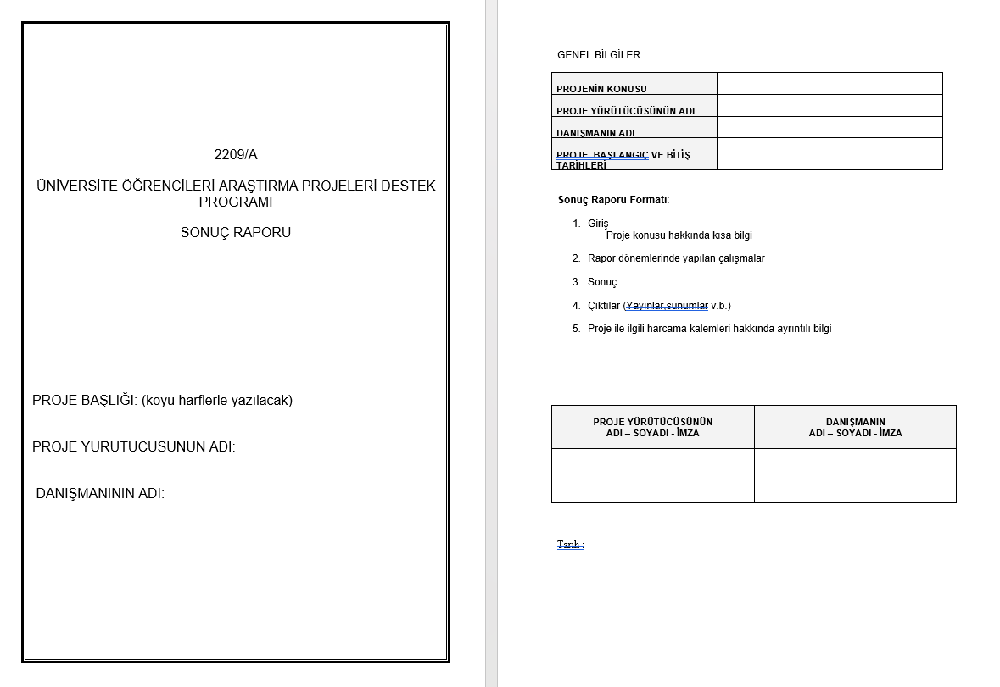 2209/A
ÜNİVERSİTE ÖĞRENCİLERİ ARAŞTIRMA PROJELERİ DESTEK
PROGRAMI
SONUÇ RAPORU
PROJE BAŞLIĞI: (koyu harflerle yazılacak)
PROJE YÜRÜTÜCÜSÜNÜN ADI:
DANIŞMANININ ADI:
GENEL BİLGİLER
PROJENİN KONUSU
PROJE YÜRÜTÜCÜSÜNÜN ADI
DANIŞMANIN ADI
PROJE BAŞLANGIÇ VE BİTİŞ
TARİHLERİ
Sonuç Raporu Formatı:
1. Giriş
Proje konusu hakkında kısa bilgi
2. Rapor dönemlerinde yapılan çalışmalar
3. Sonuç:
4. Çıktılar (Yayınlar,sunumlar v.b.)
5. Proje ile ilgili harcama kalemleri hakkında ayrıntılı bilgi
PROJE YÜRÜTÜCÜSÜNÜN
ADI – SOYADI - İMZA
DANIŞMANIN
ADI – SOYADI - İMZA
Tarih :